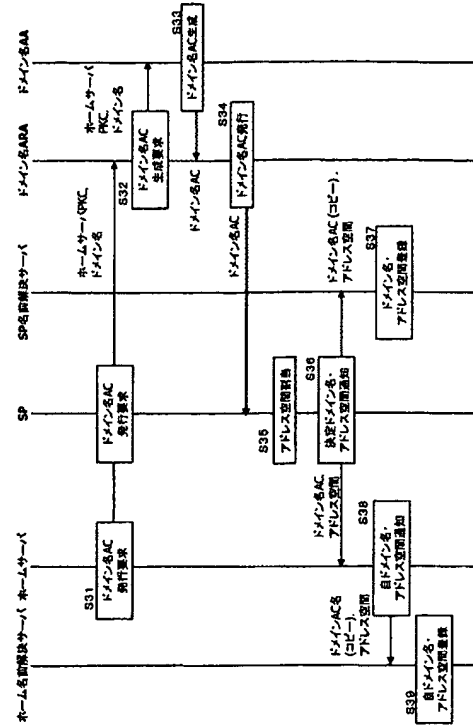 ホーム名前解決サーバ
ホームサーバ
SP
SP名前解決サーバ
ドメイン名ARA
ドメイン名AA
S31
ドメイン名AC
発行要求
ドメイン名AC
発行要求
ホームサーバPKC,
ドメイン名
S32
ドメイン名AC
生成要求
ホームサーバ
PKC,
ドメイン名
S33
ドメイン名AC生成
ドメイン名AC
S34
ドメイン名AC発行
ドメイン名AC
S35
アドレス空間割当
S36
決定ドメイン名・
アドレス空間通知
ドメイン名AC(コピー),
アドレス空間
S37
ドメイン名・
アドレス空間登録
ドメイン名AC,
アドレス空間
S38
自ドメイン名・
アドレス空間通知
ドメインAC名
(コピー),
アドレス空間
S39
自ドメイン名・
アドレス空間登録